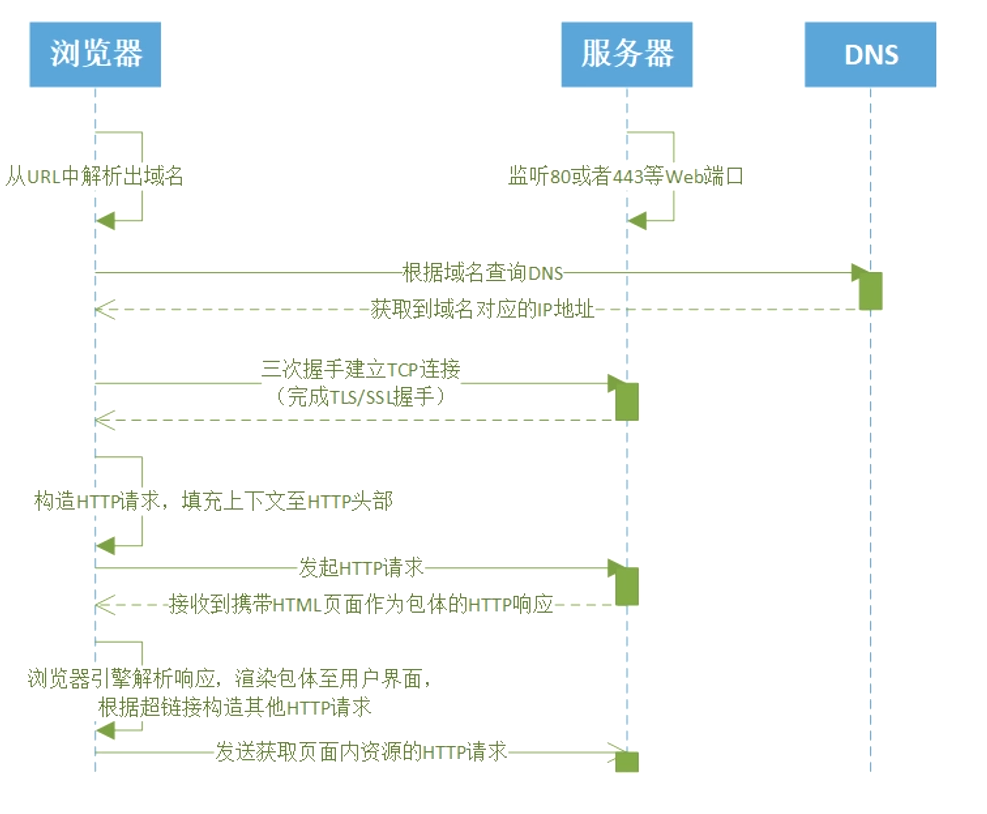 浏览器
服务器
DNS
从URL中解析出域名
监听80或者443等Web端口
根据域名查询DNS
获取到域名对应的IP地址
三次握手建立TCP连接
（完成TLS/SSL握手）
构造HTTP请求，填充上下文至HTTP头部
发起HTTP请求
接收到携带HTML页面作为包体的HTTP响应
浏览器引擎解析响应，渲染包体至用户界面，
根据超链接构造其他HTTP请求
发送获取页面内资源的HTTP请求